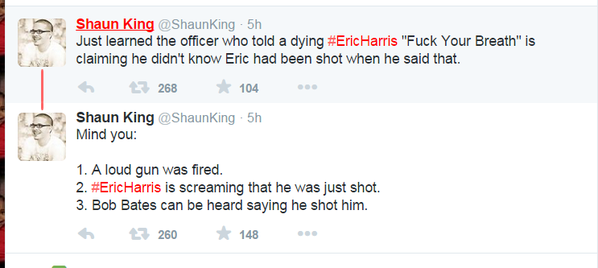 Shaun King @ShaunKing · 5h
Just learned the officer who told a dying #EricHarris "Fuck Your Breath" is
claiming he didn't know Eric had been shot when he said that.
268 104
Shaun King @ShaunKing · 5h
Mind you:
1. A loud gun was fired.
2. #EricHarris is screaming that he was just shot.
3. Bob Bates can be heard saying he shot him.
260 148